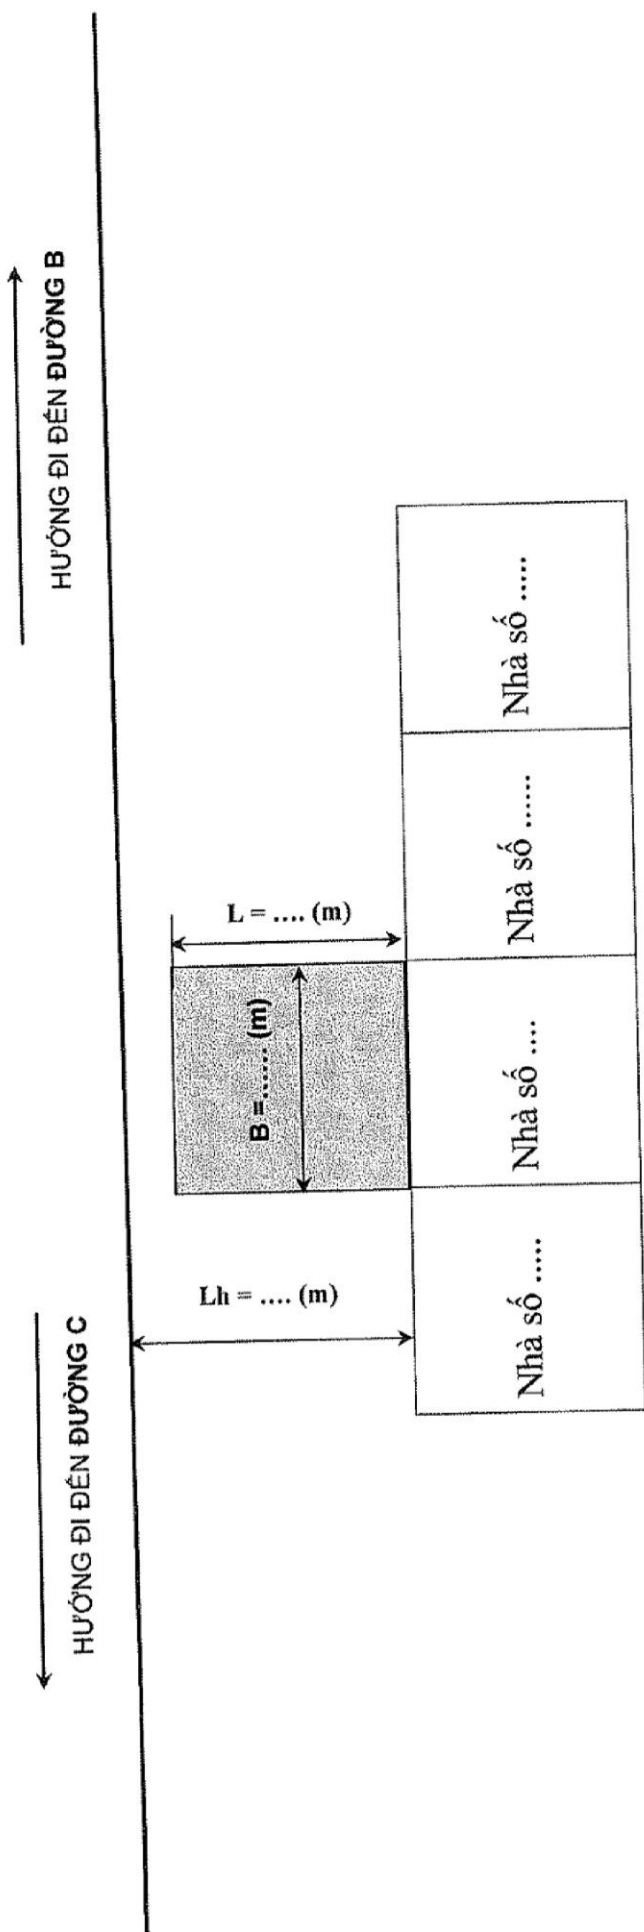 HƯỚNG ĐI ĐẾN ĐƯỜNG C
HƯỚNG ĐI ĐẾN ĐƯỜNG B
Lh = .... (m)
B =...... (m)
L = .... (m)
Nhà số .....
Nhà số ....
Nhà số ......
Nhà số .....